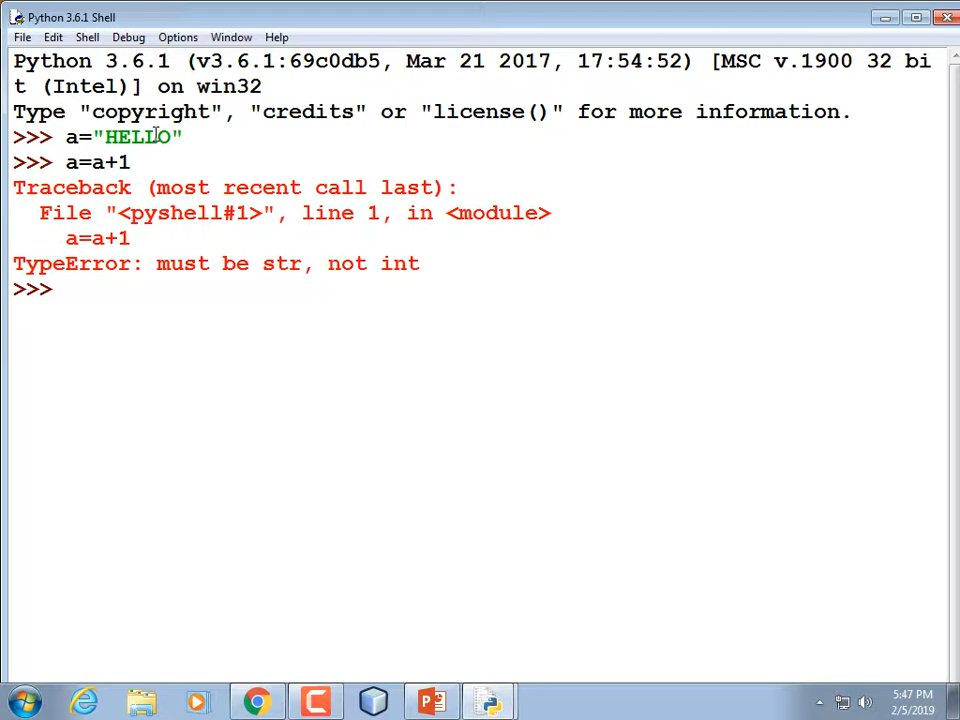 Python 3.6.1 Shell
File Edit Shell Debug Options Window Help
Python 3.6.1 (v3.6.1:69c0db5, Mar 21 2017, 17:54:52) [MSC v.1900 32 bi
t (Intel)] on win32
Type "copyright", "credits" or "license()" for more information.
>>> a="HELLO"
>>> a=a+1
Traceback (most recent call last):
  File "<pyshell#1>", line 1, in <module>
    a=a+1
TypeError: must be str, not int
>>>
5:47 PM
2/5/2019